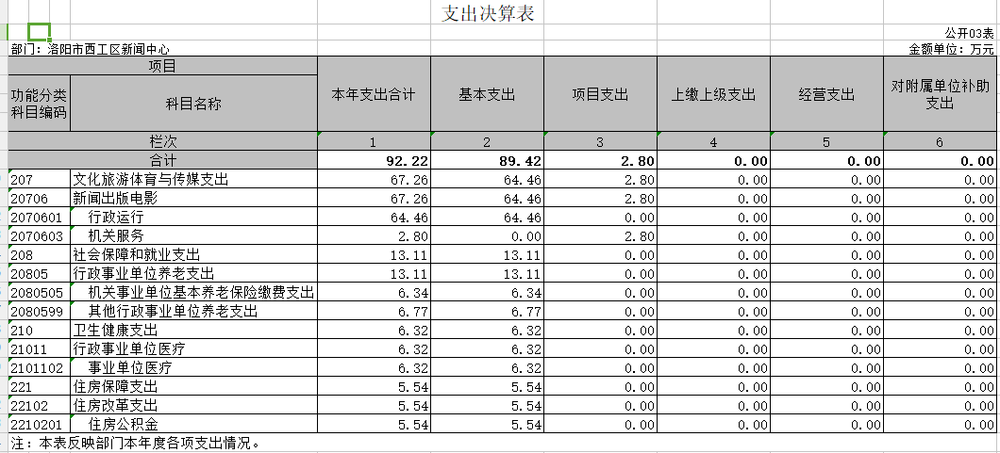 支出决算表
公开03表
部门：洛阳市西工区新闻中心 金额单位：万元
项目 本年支出合计 基本支出 项目支出 上缴上级支出 经营支出 对附属单位补助支出
功能分类科目编码 科目名称
栏次 1 2 3 4 5 6
合计 92.22 89.42 2.80 0.00 0.00 0.00
207 文化旅游体育与传媒支出 67.26 64.46 2.80 0.00 0.00 0.00
20706 新闻出版电影 67.26 64.46 2.80 0.00 0.00 0.00
2070601 行政运行 64.46 64.46 0.00 0.00 0.00 0.00
2070603 机关服务 2.80 0.00 2.80 0.00 0.00 0.00
208 社会保障和就业支出 13.11 13.11 0.00 0.00 0.00 0.00
20805 行政事业单位养老支出 13.11 13.11 0.00 0.00 0.00 0.00
2080505 机关事业单位基本养老保险缴费支出 6.34 6.34 0.00 0.00 0.00 0.00
2080599 其他行政事业单位养老支出 6.77 6.77 0.00 0.00 0.00 0.00
210 卫生健康支出 6.32 6.32 0.00 0.00 0.00 0.00
21011 行政事业单位医疗 6.32 6.32 0.00 0.00 0.00 0.00
2101102 事业单位医疗 6.32 6.32 0.00 0.00 0.00 0.00
221 住房保障支出 5.54 5.54 0.00 0.00 0.00 0.00
22102 住房改革支出 5.54 5.54 0.00 0.00 0.00 0.00
2210201 住房公积金 5.54 5.54 0.00 0.00 0.00 0.00
注：本表反映部门本年度各项支出情况。